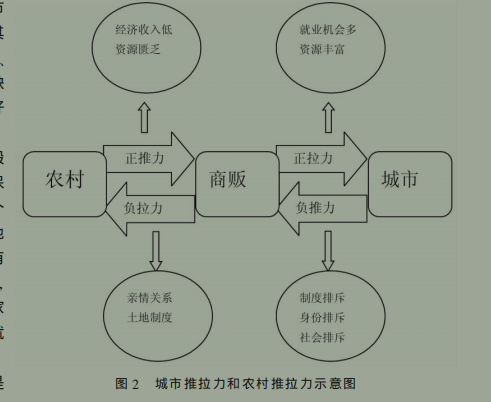 经济收入低
资源匮乏
就业机会多
资源丰富
正推力
正拉力
农村
商贩
城市
负拉力
负推力
亲情关系
土地制度
制度排斥
身份排斥
社会排斥
图 2 城市推拉力和农村推拉力示意图